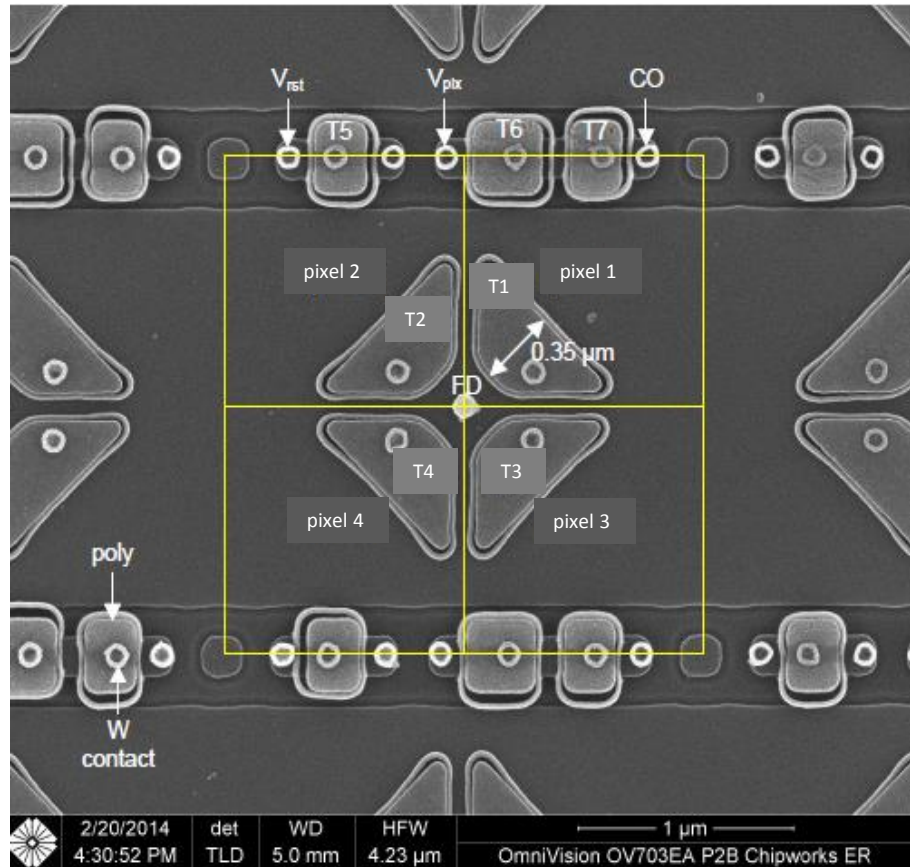 Vrst
Vpix
CO
T5
T6
T7
pixel 2
pixel 1
T1
T2
0.35 µm
FD
T4
T3
pixel 4
pixel 3
poly
W
contact
2/20/2014 det WD HFW 1 µm
4:30:52 PM TLD 5.0 mm 4.23 µm OmniVision OV703EA P2B Chipworks ER